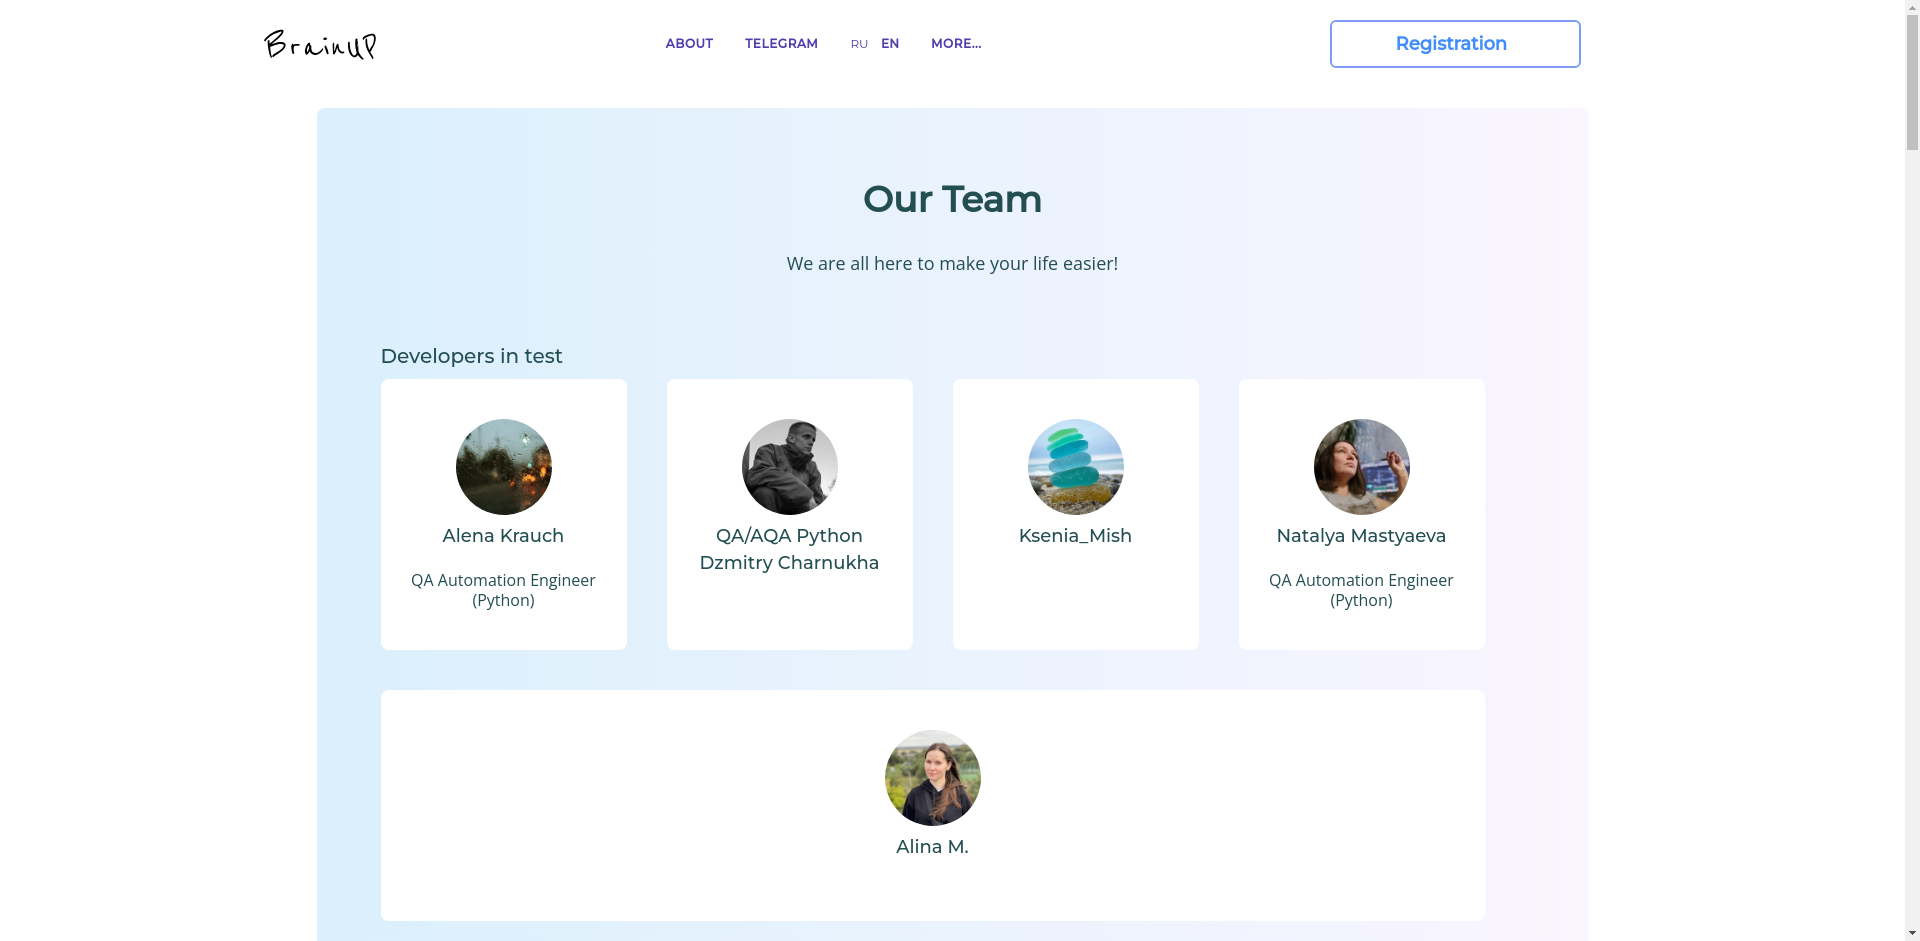 BrainUP
ABOUT
TELEGRAM
RU
EN
MORE...
Registration
Our Team
We are all here to make your life easier!
Developers in test
Alena Krauch
QA Automation Engineer
(Python)
QA/AQA Python
Dzmitry Charnukha
Ksenia_Mish
Natalya Mastyaeva
QA Automation Engineer
(Python)
Alina M.